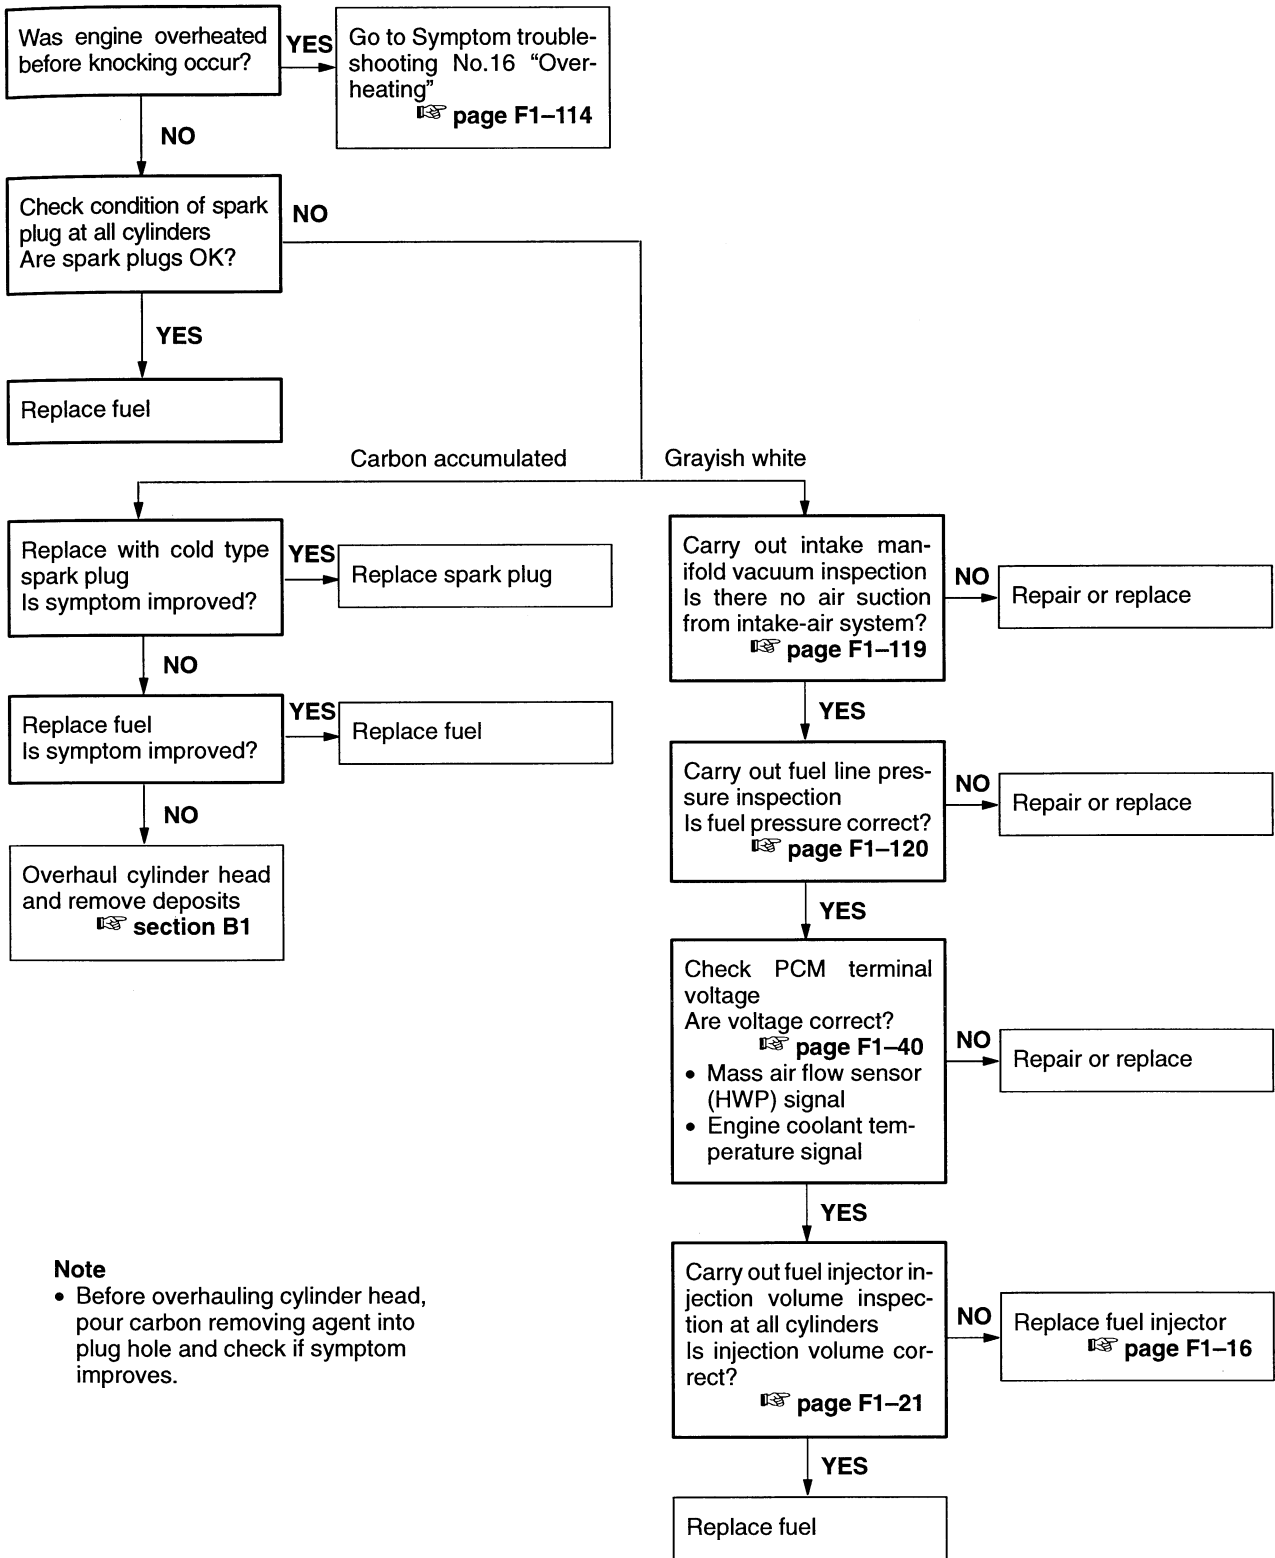 Was engine overheated
before knocking occur?
YES
Go to Symptom trouble-
shooting No.16 “Over-
heating”
☞ page F1–114
NO
Check condition of spark
plug at all cylinders
Are spark plugs OK?
NO
YES
Replace fuel
Carbon accumulated
Grayish white
Replace with cold type
spark plug
Is symptom improved?
YES
Replace spark plug
NO
Replace fuel
Is symptom improved?
YES
Replace fuel
NO
Overhaul cylinder head
and remove deposits
☞ section B1
Carry out intake man-
ifold vacuum inspection
Is there no air suction
from intake-air system?
☞ page F1–119
NO
Repair or replace
YES
Carry out fuel line pres-
sure inspection
Is fuel pressure correct?
☞ page F1–120
NO
Repair or replace
YES
Check PCM terminal
voltage
Are voltage correct?
☞ page F1–40
• Mass air flow sensor
(HWP) signal
• Engine coolant tem-
perature signal
NO
Repair or replace
YES
Carry out fuel injector in-
jection volume inspec-
tion at all cylinders
Is injection volume cor-
rect?
☞ page F1–21
NO
Replace fuel injector
☞ page F1–16
YES
Replace fuel
Note
• Before overhauling cylinder head,
pour carbon removing agent into
plug hole and check if symptom
improves.